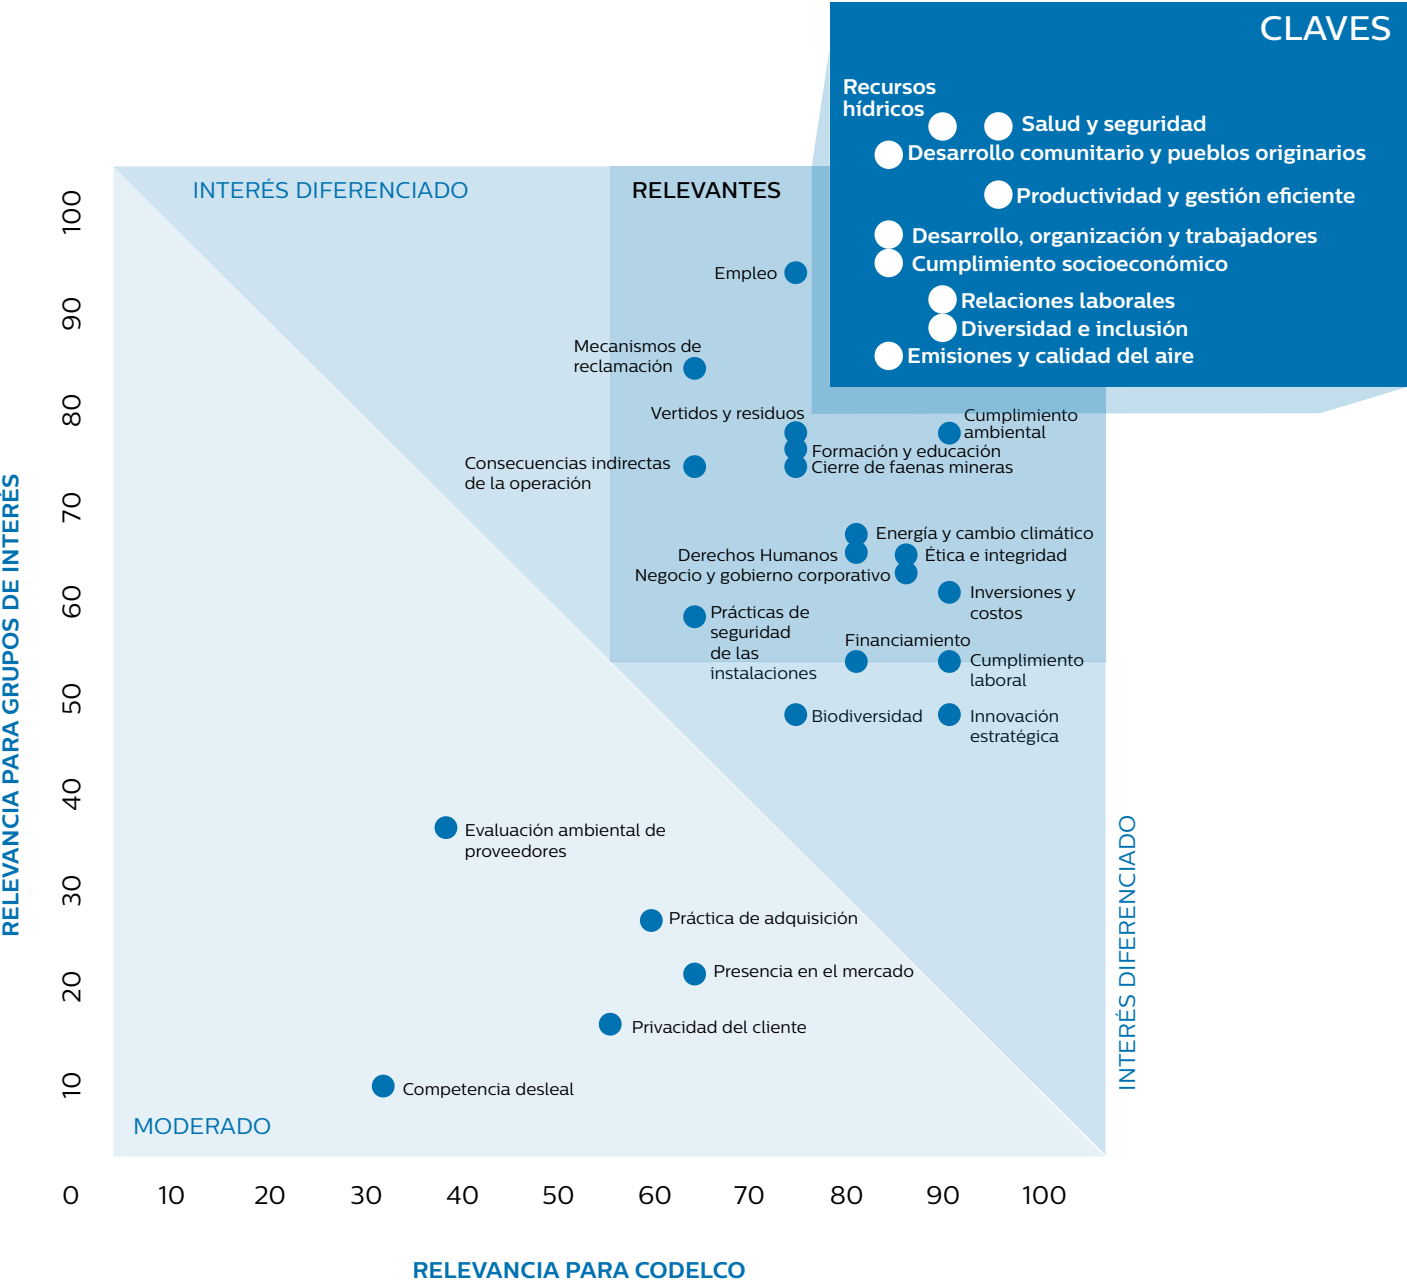 CLAVES
Recursos
hídricos
Salud y seguridad
Desarrollo comunitario y pueblos originarios
Productividad y gestión eficiente
Desarrollo, organización y trabajadores
Cumplimiento socioeconómico
Relaciones laborales
Diversidad e inclusión
Emisiones y calidad del aire
INTERÉS DIFERENCIADO
RELEVANTES
Empleo
Mecanismos de
reclamación
Vertidos y residuos
Cumplimiento
ambiental
Formación y educación
Cierre de faenas mineras
Consecuencias indirectas
de la operación
Energía y cambio climático
Derechos Humanos
Ética e integridad
Negocio y gobierno corporativo
Inversiones y
costos
Prácticas de
seguridad
de las
instalaciones
Financiamiento
Cumplimiento
laboral
Biodiversidad
Innovación
estratégica
Evaluación ambiental de
proveedores
Práctica de adquisición
Presencia en el mercado
Privacidad del cliente
Competencia desleal
MODERADO
INTERÉS DIFERENCIADO
RELEVANCIA PARA GRUPOS DE INTERÉS
100
90
80
70
60
50
40
30
20
10
0 10 20 30 40 50 60 70 80 90 100
RELEVANCIA PARA CODELCO